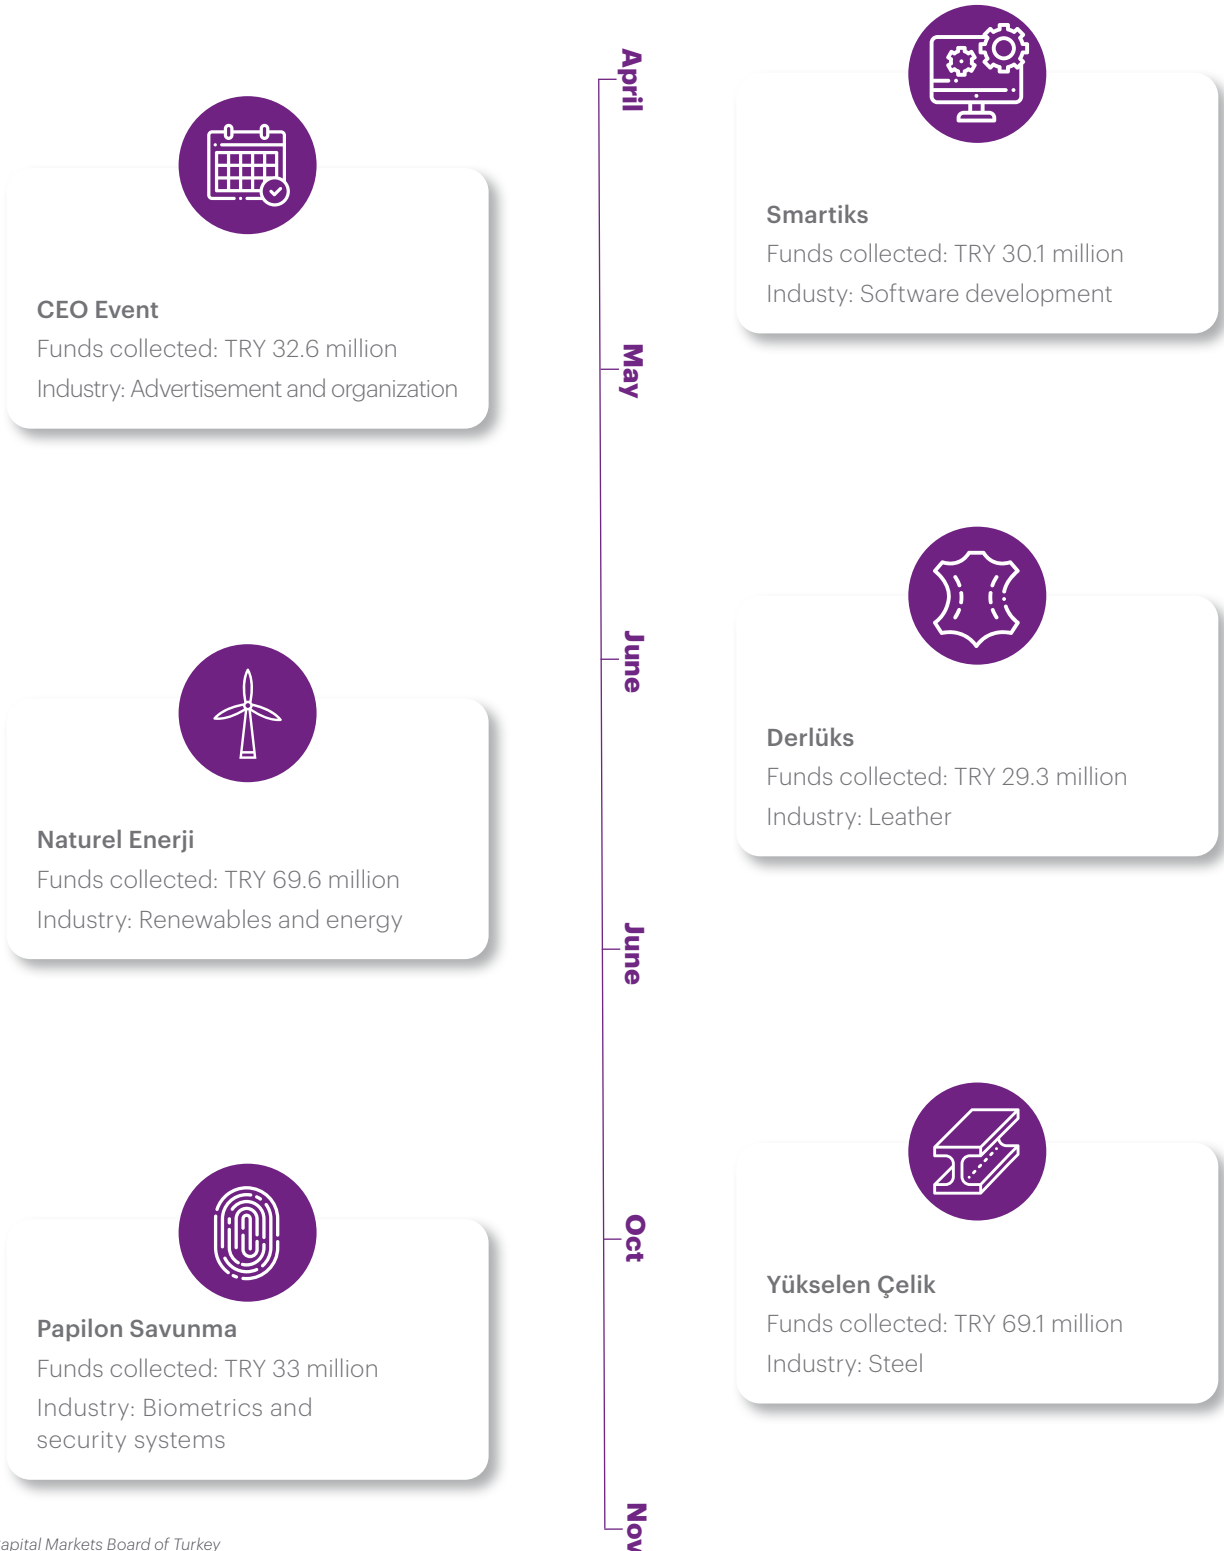 April
Smartiks
Funds collected: TRY 30.1 million
Industy: Software development
CEO Event
Funds collected: TRY 32.6 million
Industry: Advertisement and organization
May
June
Derlüks
Funds collected: TRY 29.3 million
Industry: Leather
Naturel Enerji
Funds collected: TRY 69.6 million
Industry: Renewables and energy
June
Oct
Yükselen Çelik
Funds collected: TRY 69.1 million
Industry: Steel
Papilon Savunma
Funds collected: TRY 33 million
Industry: Biometrics and
security systems
Nov
apital Markets Board of Turkey